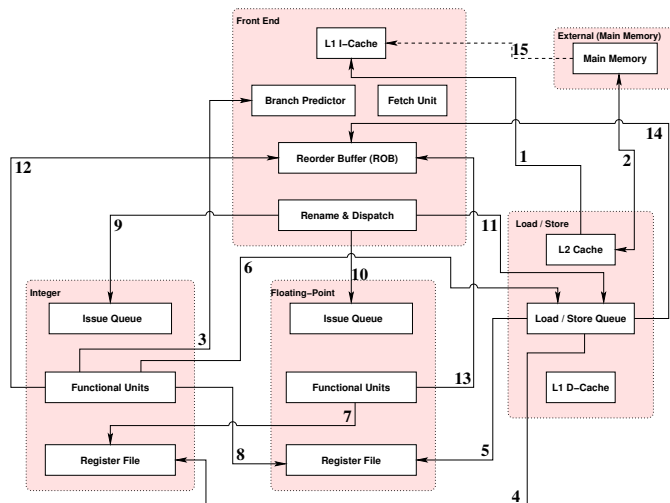 Front End
L1 I-Cache
External (Main Memory)
15
Main Memory
Branch Predictor
Fetch Unit
14
12
Reorder Buffer (ROB)
1
2
Rename & Dispatch
9
11
Load / Store
L2 Cache
6
10
Integer
Floating-Point
Issue Queue
Issue Queue
Load / Store Queue
3
Functional Units
Functional Units
13
L1 D-Cache
7
Register File
8
Register File
5
4